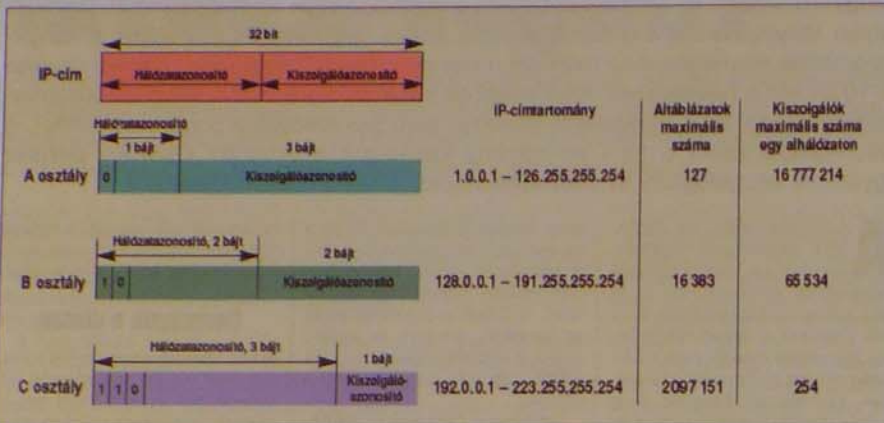 32 bit
IP-cím
Hálózatazonosító
Kiszolgálóazonosító
IP-címtartomány
Altáblázatok
maximális
száma
Kiszolgálók
maximális száma
egy alhálózaton
Hálózatazonosító
1 bájt
3 bájt
A osztály
0
Kiszolgálóazonosító
1.0.0.1 – 126.255.255.254
127
16 777 214
Hálózatazonosító, 2 bájt
2 bájt
B osztály
1 0
Kiszolgálóazonosító
128.0.0.1 – 191.255.255.254
16 383
65 534
Hálózatazonosító, 3 bájt
1 bájt
C osztály
1 1 0
Kiszolgáló-
azonosító
192.0.0.1 – 223.255.255.254
2097 151
254